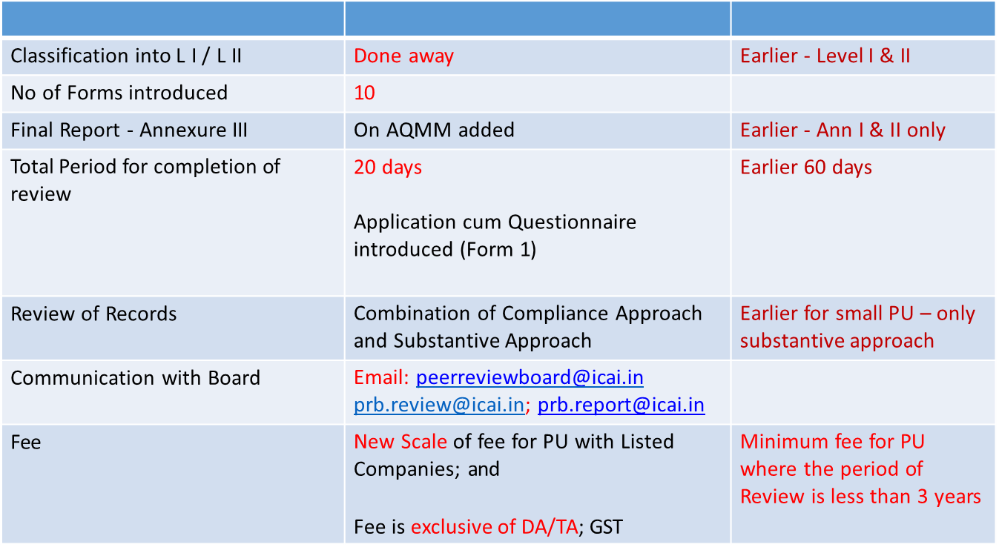 Classification into L I / L II
Done away
Earlier - Level I & II
No of Forms introduced
10
Final Report - Annexure III
On AQMM added
Earlier - Ann I & II only
Total Period for completion of
review
20 days
Application cum Questionnaire
introduced (Form 1)
Earlier 60 days
Review of Records
Combination of Compliance Approach
and Substantive Approach
Earlier for small PU – only
substantive approach
Communication with Board
Email: peerreviewboard@icai.in
prb.review@icai.in; prb.report@icai.in
Fee
New Scale of fee for PU with Listed
Companies; and
Fee is exclusive of DA/TA; GST
Minimum fee for PU
where the period of
Review is less than 3 years